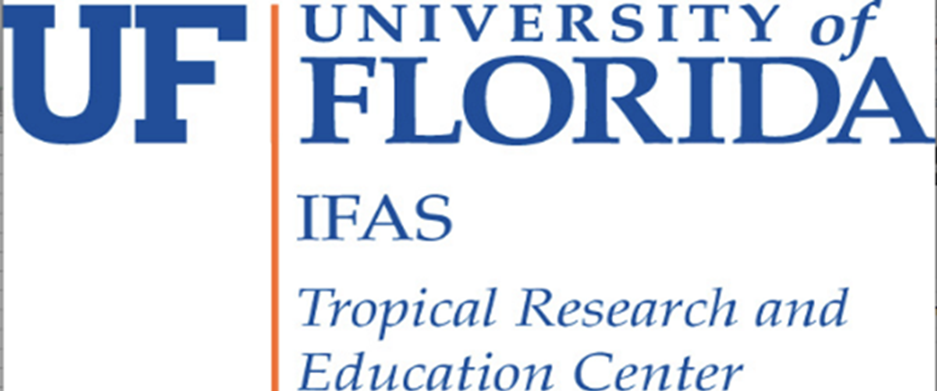 UF
UNIVERSITY of
FLORIDA
IFAS
Tropical Research and
Education Center